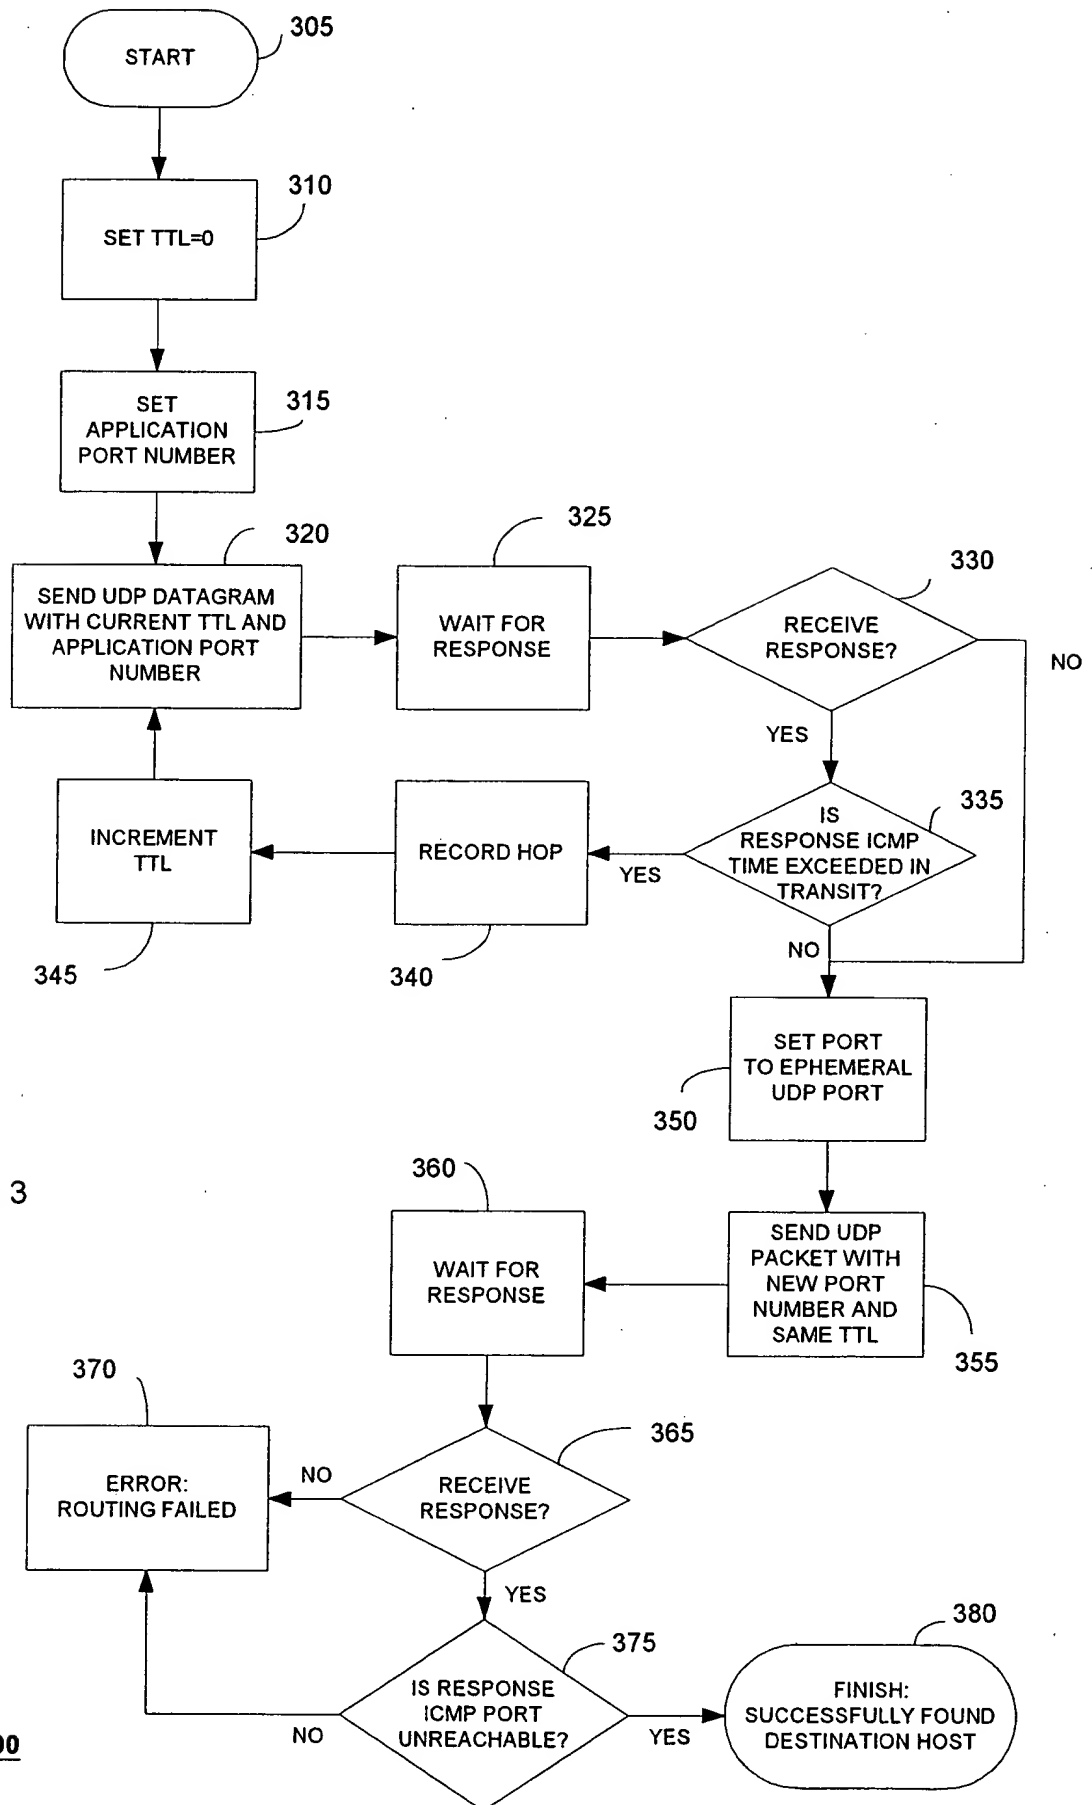 START
305
310
SET TTL=0
315
SET
APPLICATION
PORT NUMBER
320
SEND UDP DATAGRAM
WITH CURRENT TTL AND
APPLICATION PORT
NUMBER
325
WAIT FOR
RESPONSE
330
RECEIVE
RESPONSE?
NO
YES
335
IS
RESPONSE ICMP
TIME EXCEEDED IN
TRANSIT?
YES
NO
RECORD HOP
340
INCREMENT
TTL
345
SET PORT
TO EPHEMERAL
UDP PORT
350
3
SEND UDP
PACKET WITH
NEW PORT
NUMBER AND
SAME TTL
355
360
WAIT FOR
RESPONSE
365
RECEIVE
RESPONSE?
NO
YES
370
ERROR:
ROUTING FAILED
375
IS RESPONSE
ICMP PORT
UNREACHABLE?
NO
YES
380
FINISH:
SUCCESSFULLY FOUND
DESTINATION HOST